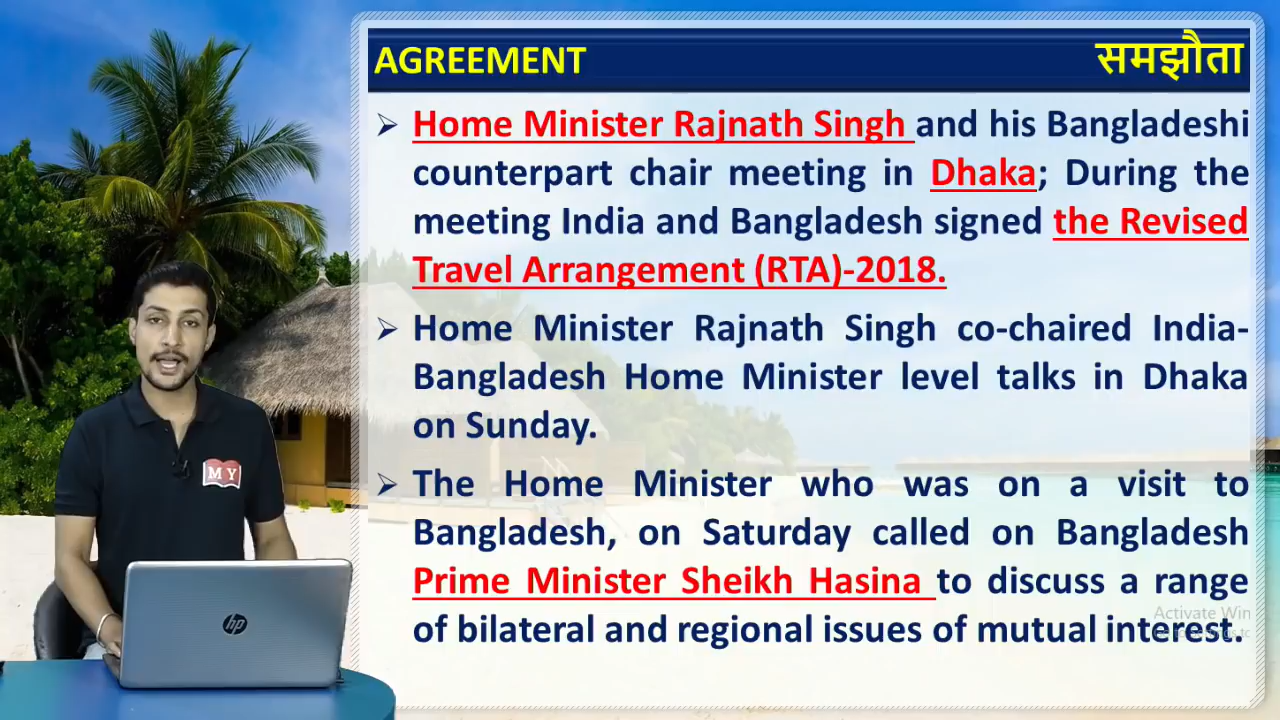 AGREEMENT समझौता
Home Minister Rajnath Singh and his Bangladeshi
counterpart chair meeting in Dhaka; During the
meeting India and Bangladesh signed the Revised
Travel Arrangement (RTA)-2018.
Home Minister Rajnath Singh co-chaired India-
Bangladesh Home Minister level talks in Dhaka
on Sunday.
The Home Minister who was on a visit to
Bangladesh, on Saturday called on Bangladesh
Prime Minister Sheikh Hasina to discuss a range
of bilateral and regional issues of mutual interest.
Activate Win
MY
hp